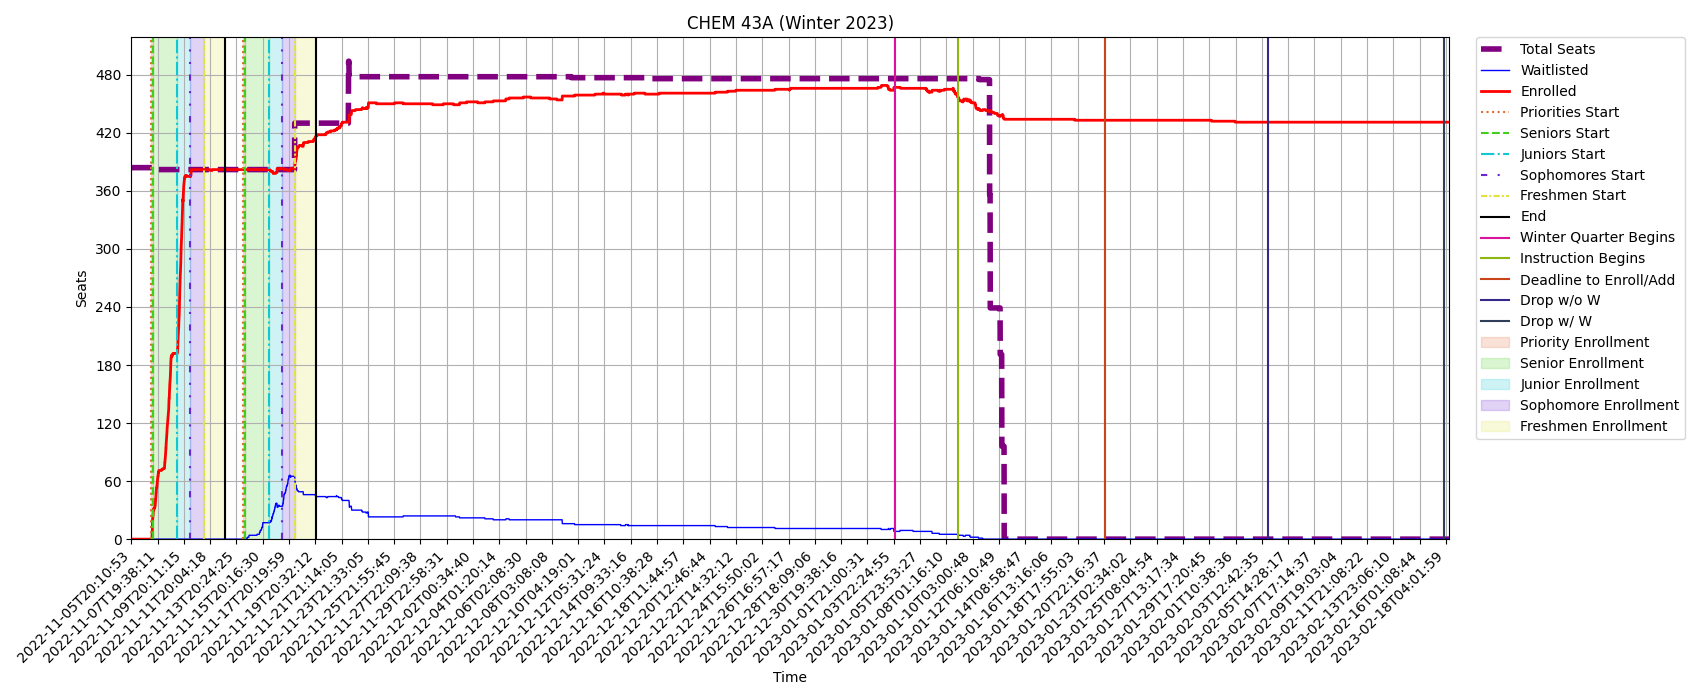 CHEM 43A (Winter 2023)
Seats
480
420
360
300
240
180
120
60
0
2022-11-05T20:10:53
2022-11-07T19:38:11
2022-11-09T20:11:15
2022-11-11T20:04:18
2022-11-13T20:24:25
2022-11-15T20:16:30
2022-11-17T20:19:53
2022-11-19T20:32:12
2022-11-21T21:14:05
2022-11-23T21:33:05
2022-11-25T21:55:45
2022-11-27T22:09:38
2022-11-29T22:58:31
2022-12-02T00:34:40
2022-12-04T01:20:14
2022-12-06T02:08:30
2022-12-08T03:08:08
2022-12-10T04:19:01
2022-12-12T05:31:24
2022-12-14T09:33:16
2022-12-16T10:38:28
2022-12-18T11:44:57
2022-12-20T12:46:44
2022-12-22T14:32:12
2022-12-24T15:50:02
2022-12-26T16:57:17
2022-12-28T18:09:06
2022-12-30T19:38:16
2023-01-01T21:00:31
2023-01-03T22:24:55
2023-01-05T23:53:27
2023-01-08T01:16:10
2023-01-10T03:00:48
2023-01-12T06:10:49
2023-01-14T08:58:47
2023-01-16T13:16:06
2023-01-18T17:55:03
2023-01-20T22:16:37
2023-01-23T02:34:02
2023-01-25T08:04:54
2023-01-27T13:17:34
2023-01-29T17:20:45
2023-02-01T10:38:36
2023-02-03T12:42:35
2023-02-05T14:28:17
2023-02-07T17:14:37
2023-02-09T19:03:04
2023-02-11T21:08:22
2023-02-13T23:06:10
2023-02-16T01:08:44
2023-02-18T04:01:59
Time
Total Seats
Waitlisted
Enrolled
Priorities Start
Seniors Start
Juniors Start
Sophomores Start
Freshmen Start
End
Winter Quarter Begins
Instruction Begins
Deadline to Enroll/Add
Drop w/o W
Drop w/ W
Priority Enrollment
Senior Enrollment
Junior Enrollment
Sophomore Enrollment
Freshmen Enrollment